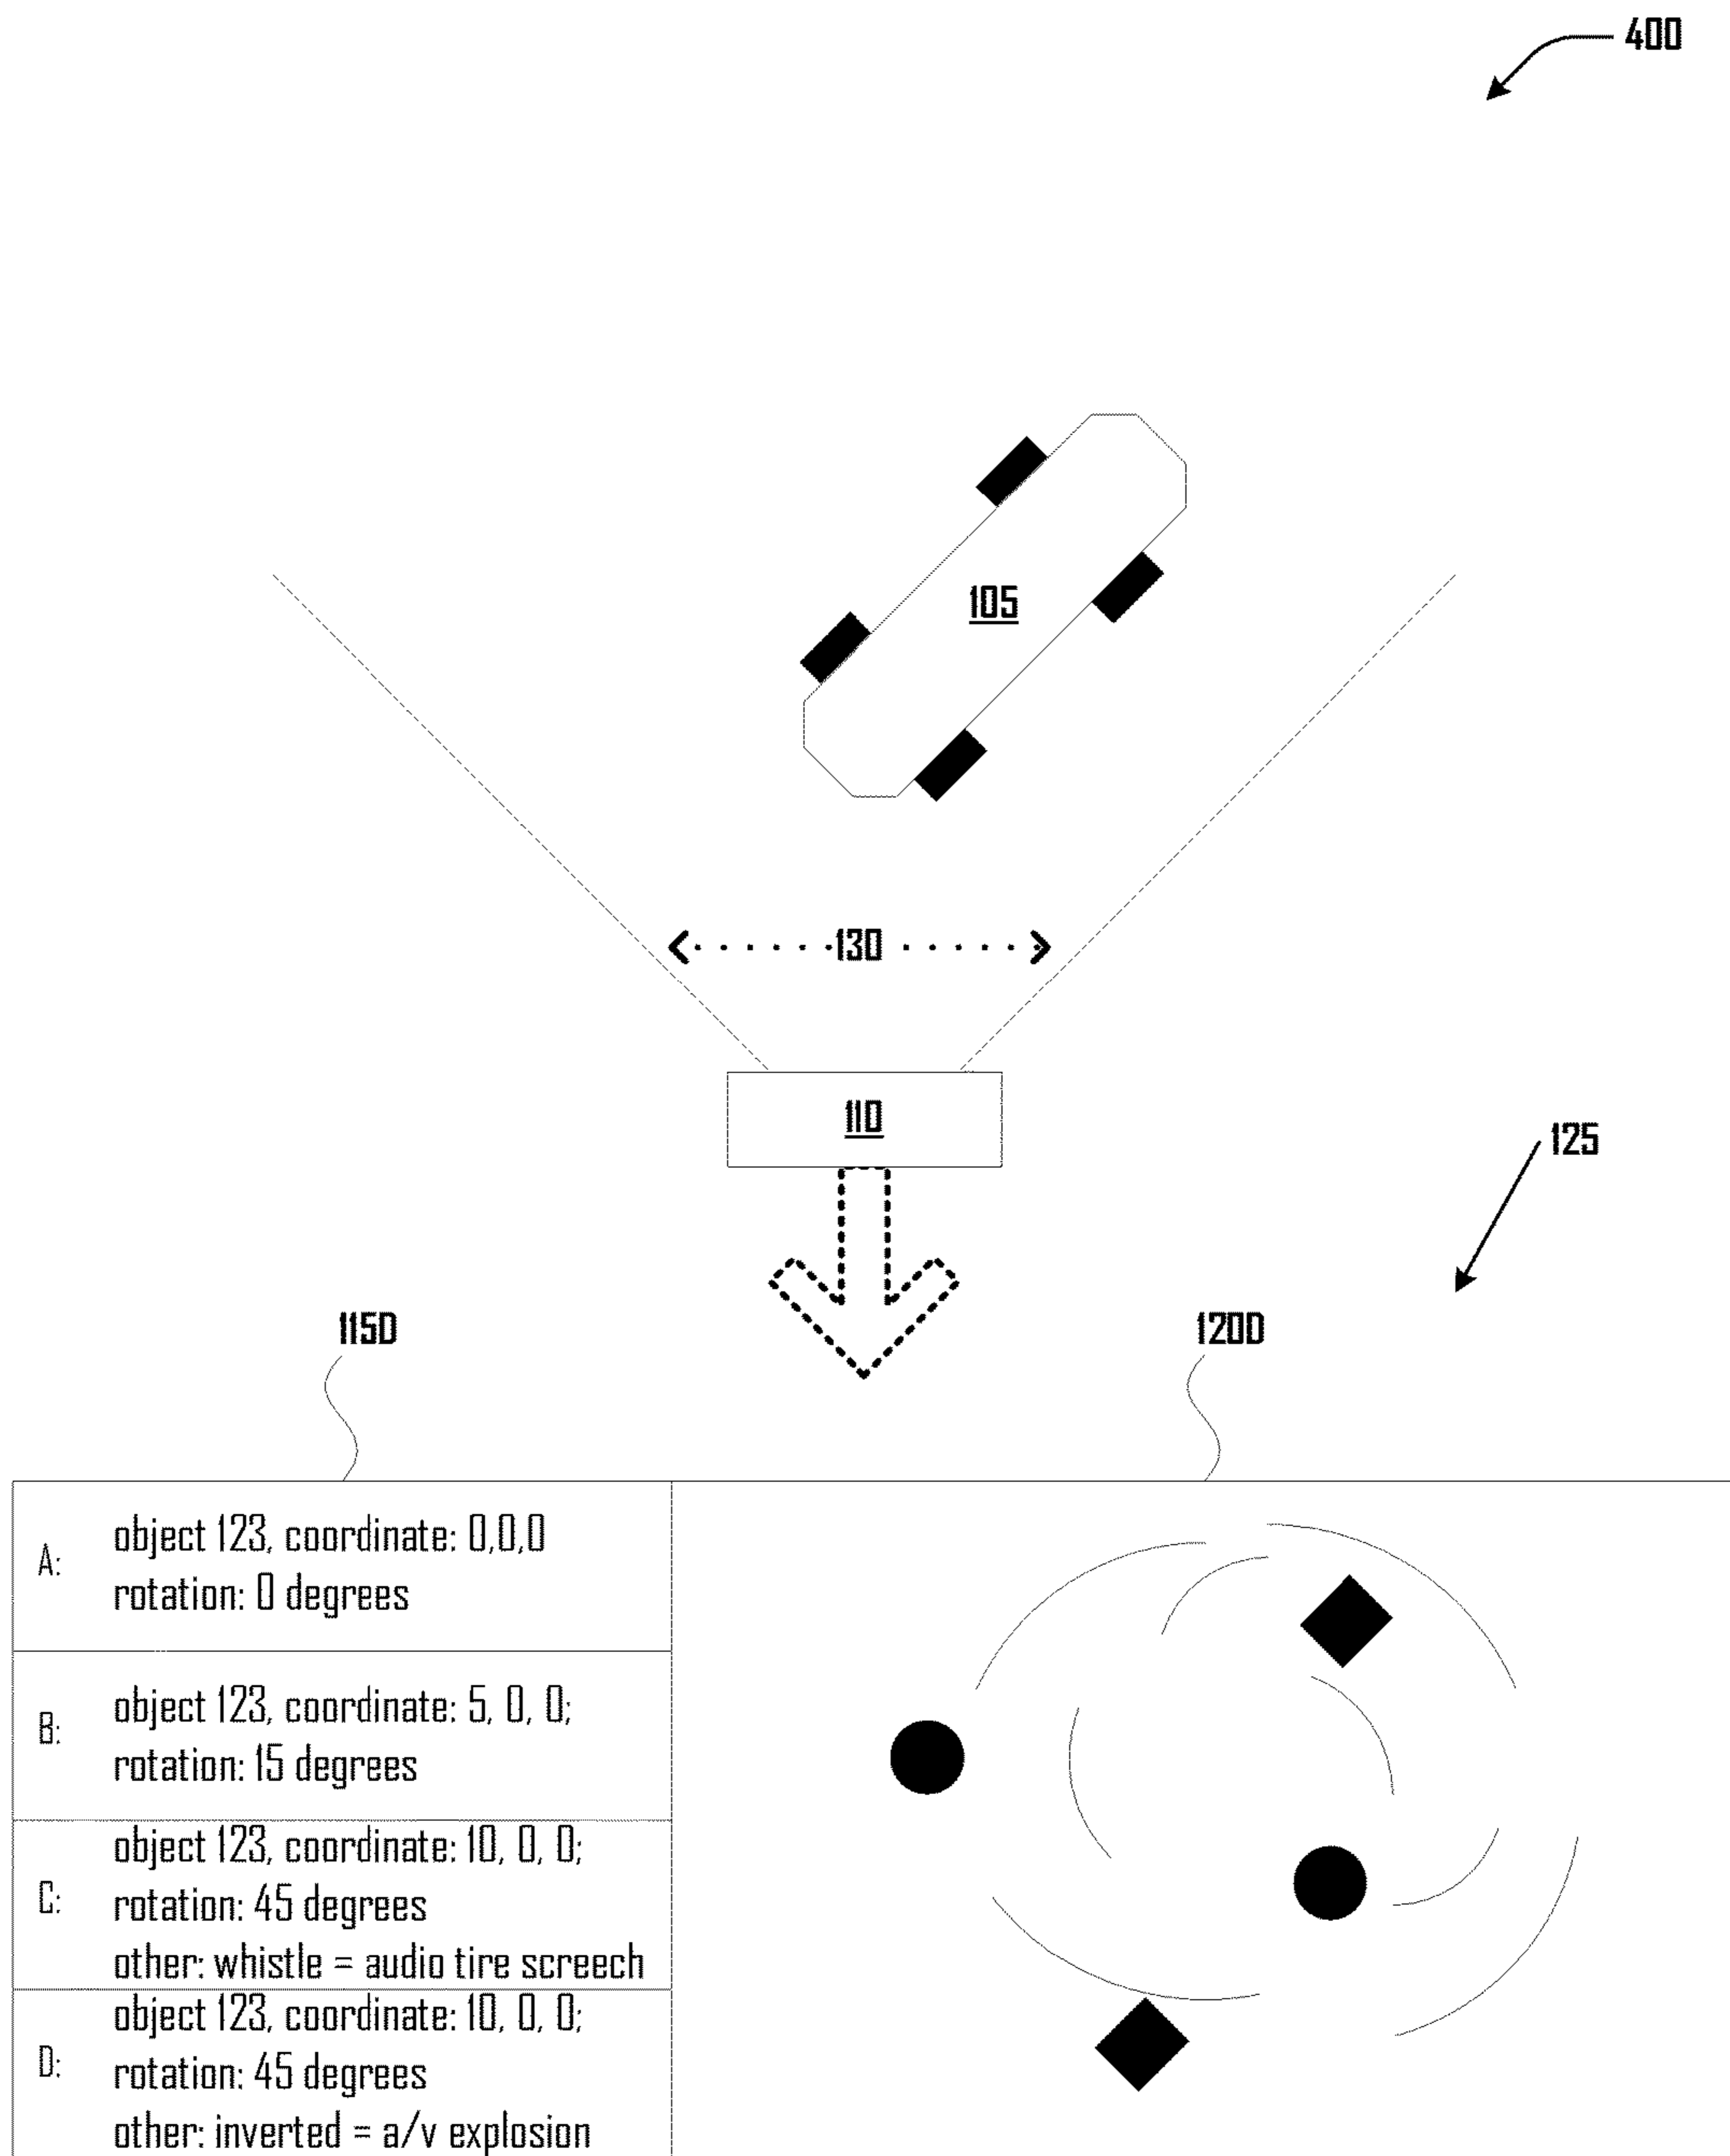 400
105
130
110
125
115D
120D
A: object 123, coordinate: 0,0,0
rotation: 0 degrees
B: object 123, coordinate: 5, 0, 0;
rotation: 15 degrees
C: object 123, coordinate: 10, 0, 0;
rotation: 45 degrees
other: whistle = audio tire screech
D: object 123, coordinate: 10, 0, 0;
rotation: 45 degrees
other: inverted = a/v explosion